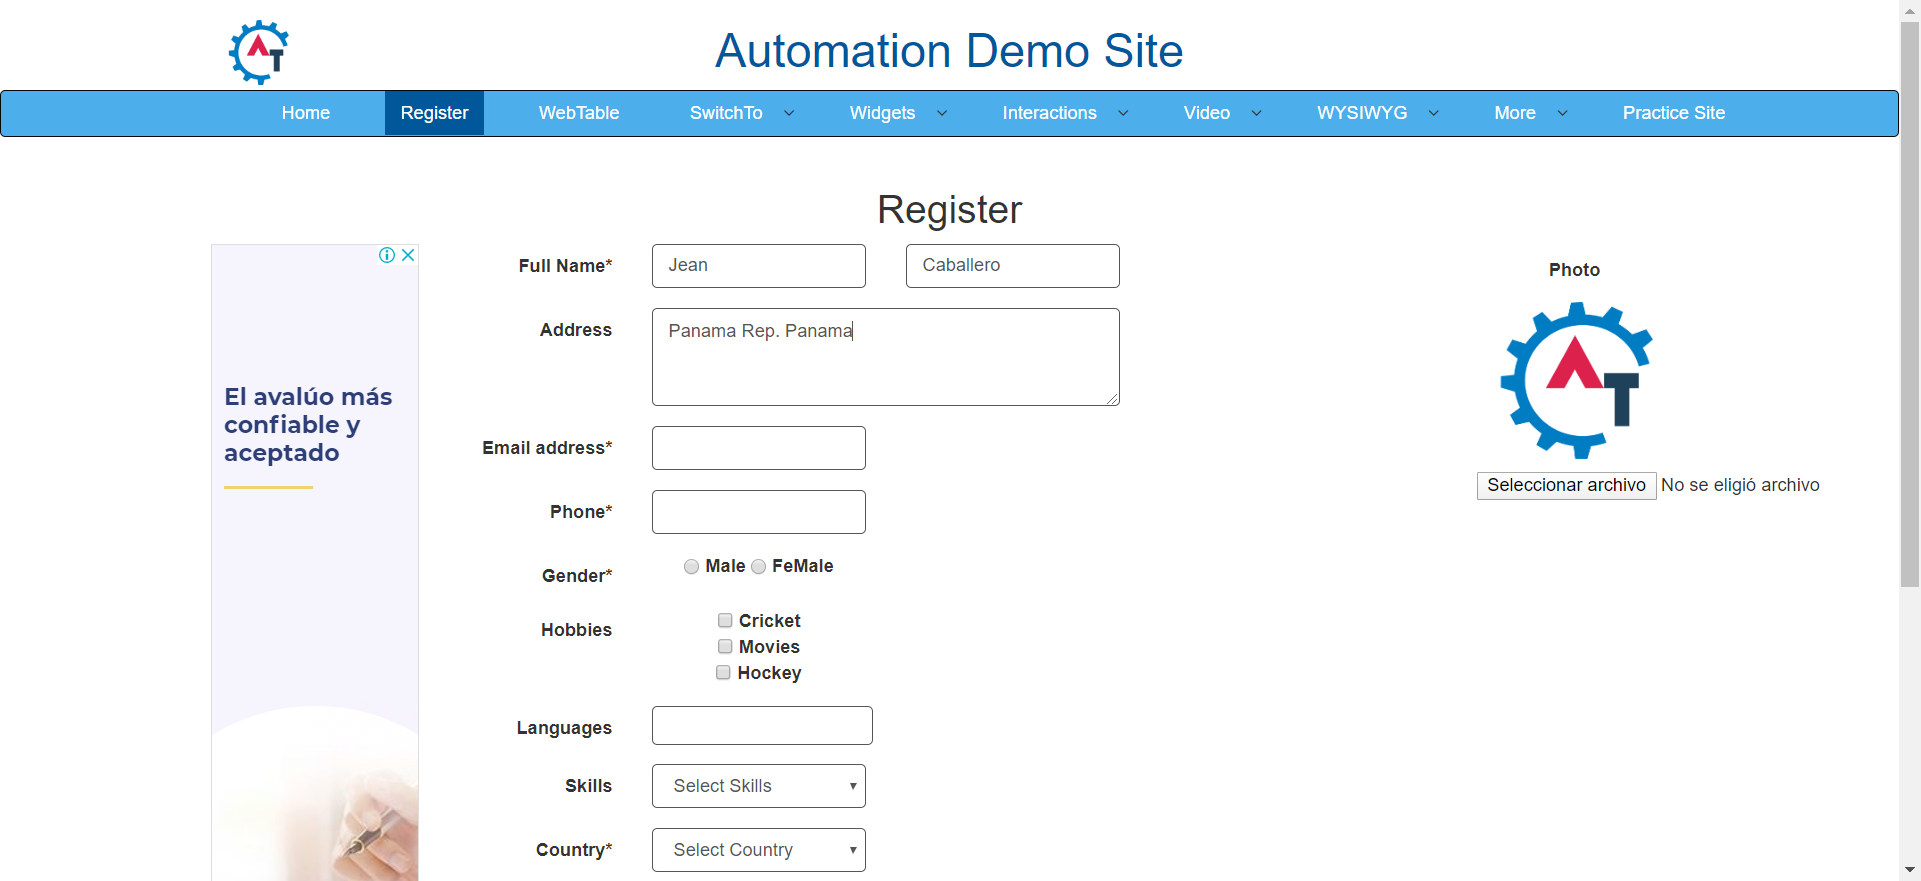 Automation Demo Site
Home Register WebTable SwitchTo Widgets Interactions Video WYSIWYG More Practice Site
Register
Full Name* Jean Caballero
Address Panama Rep. Panama
Email address*
Phone*
Gender* Male FeMale
Hobbies Cricket
Movies
Hockey
Languages
Skills Select Skills
Country* Select Country
Photo
AT
Seleccionar archivo No se eligió archivo
El avalúo más
confiable y
aceptado